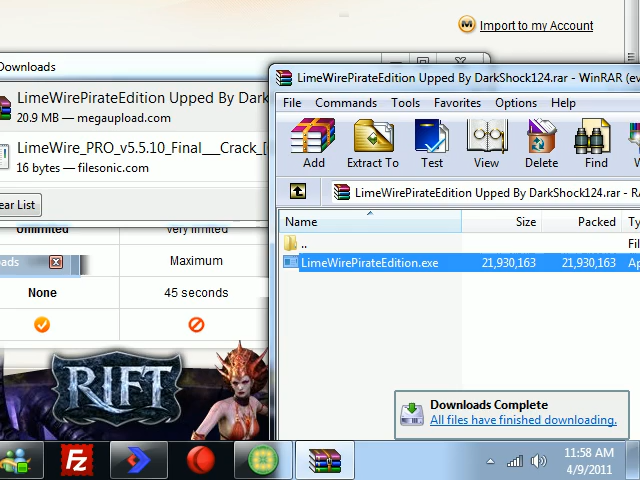 Import to my Account
Downloads
LimeWirePirateEdition Upped By Dark
20.9 MB — megaupload.com
LimeWire_PRO_v5.5.10_Final___Crack_[
16 bytes — filesonic.com
ear List
Unlimited
Very limited
oads
Maximum
None
45 seconds
RIFT
LimeWirePirateEdition Upped By DarkShock124.rar - WinRAR (ev
File Commands Tools Favorites Options Help
Add Extract To Test View Delete Find W
LimeWirePirateEdition Upped By DarkShock124.rar - RA
Name Size Packed Ty
.. Fil
LimeWirePirateEdition.exe 21,930,163 21,930,163 Ap
Downloads Complete
All files have finished downloading.
Fz
11:58 AM
4/9/2011